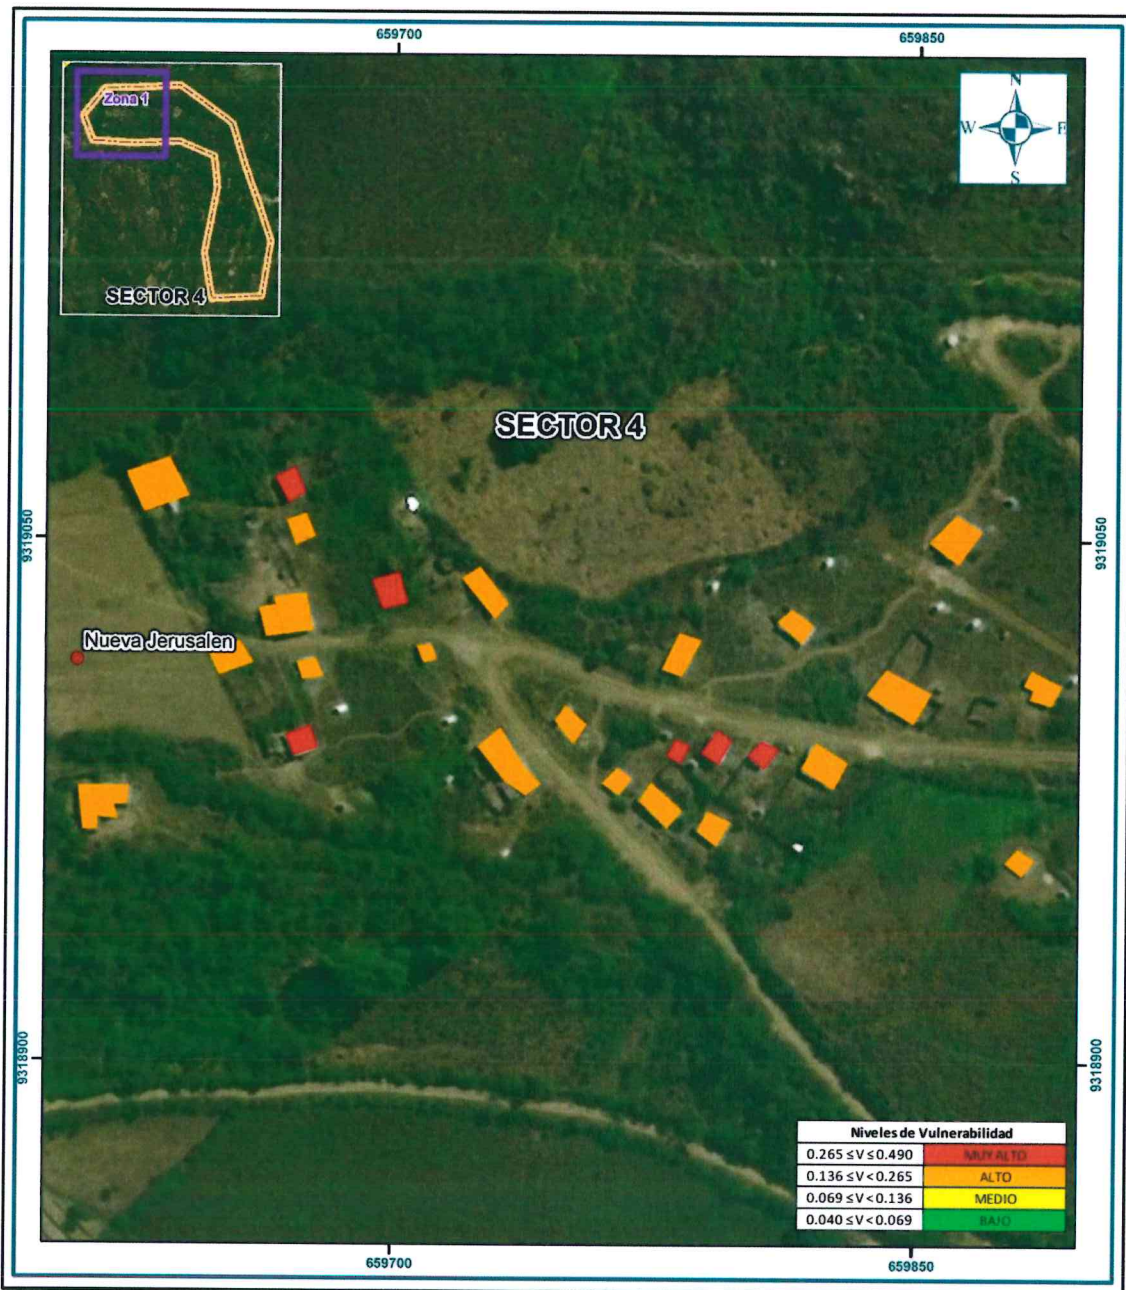 659700
659850
Zona 1
SECTOR 4
N
W
E
S
SECTOR 4
9319050
9319050
Nueva Jerusalen
9318900
9318900
Niveles de Vulnerabilidad
0.265 ≤ V ≤ 0.490 MUY ALTO
0.136 ≤ V < 0.265 ALTO
0.069 ≤ V < 0.136 MEDIO
0.040 ≤ V < 0.069 BAJO
659700
659850